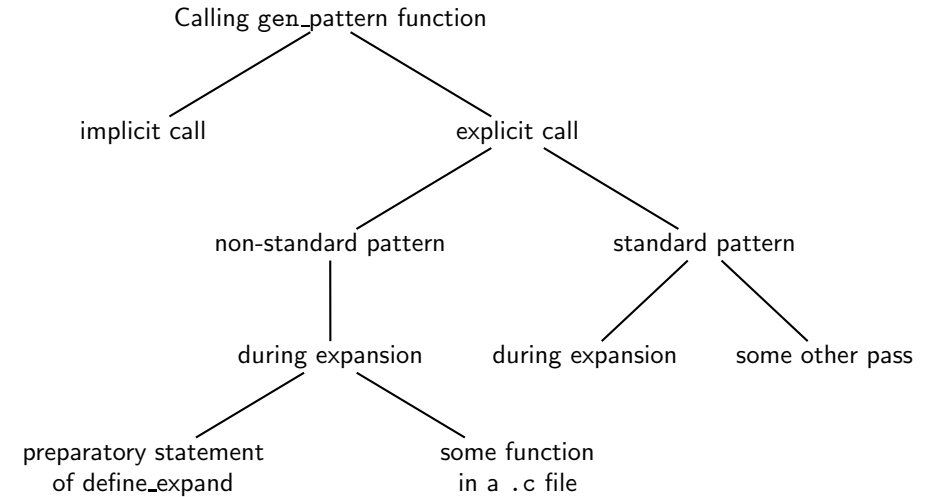 Calling gen_pattern function
implicit call
explicit call
non-standard pattern
standard pattern
during expansion
during expansion
some other pass
preparatory statement
of define_expand
some function
in a .c file